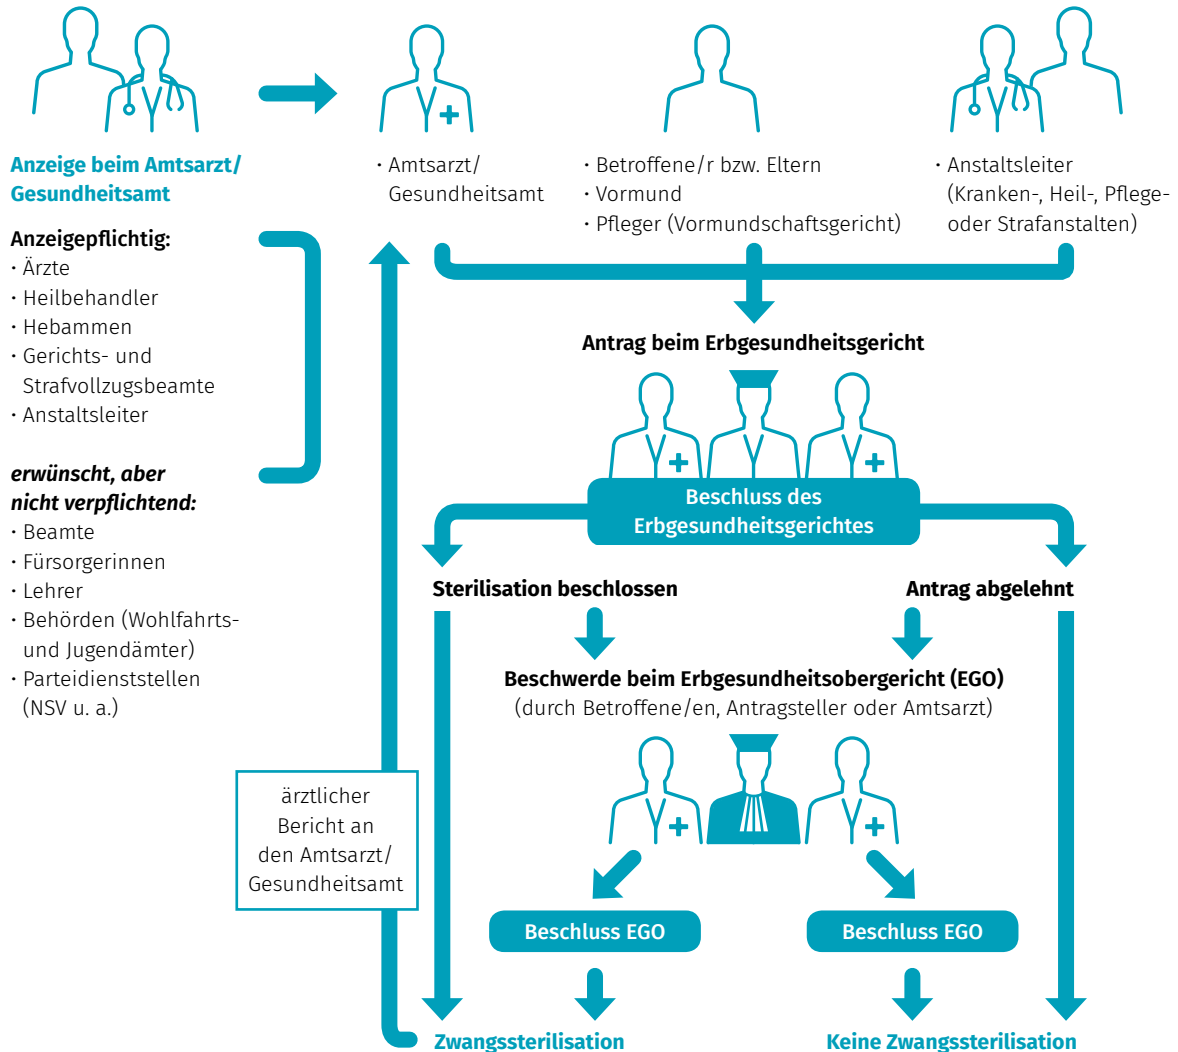 Anzeige beim Amtsarzt/
Gesundheitsamt
Anzeigepflichtig:
· Ärzte
· Heilbehandler
· Hebammen
· Gerichts- und
Strafvollzugsbeamte
· Anstaltsleiter
erwünscht, aber
nicht verpflichtend:
· Beamte
· Fürsorgerinnen
· Lehrer
· Behörden (Wohlfahrts-
und Jugendämter)
· Parteidienststellen
(NSV u. a.)
· Amtsarzt/
Gesundheitsamt
· Betroffene/r bzw. Eltern
· Vormund
· Pfleger (Vormundschaftsgericht)
· Anstaltsleiter
(Kranken-, Heil-, Pflege-
oder Strafanstalten)
Antrag beim Erbgesundheitsgericht
Beschluss des
Erbgesundheitsgerichtes
Sterilisation beschlossen
Antrag abgelehnt
Beschwerde beim Erbgesundheitsobergericht (EGO)
(durch Betroffene/en, Antragsteller oder Amtsarzt)
ärztlicher
Bericht an
den Amtsarzt/
Gesundheitsamt
Beschluss EGO
Beschluss EGO
Zwangssterilisation
Keine Zwangssterilisation